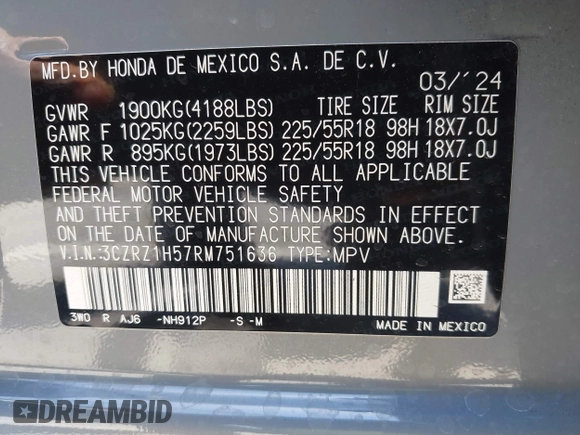 MFD.BY HONDA DE MEXICO S.A. DE C.V.
03/'24
GVWR 1900KG(4188LBS) TIRE SIZE RIM SIZE
GAWR F 1025KG(2259LBS) 225/55R18 98H 18X7.0J
GAWR R 895KG(1973LBS) 225/55R18 98H 18X7.0J
THIS VEHICLE CONFORMS TO ALL APPLICABLE
FEDERAL MOTOR VEHICLE SAFETY
AND THEFT PREVENTION STANDARDS IN EFFECT
ON THE DATE OF MANUFACTURE SHOWN ABOVE.
V.I.N.:3CZRZ1H57RM751636 TYPE:MPV
3W0 R AJ6 -NH912P -S -M
MADE IN MEXICO
DREAMBID